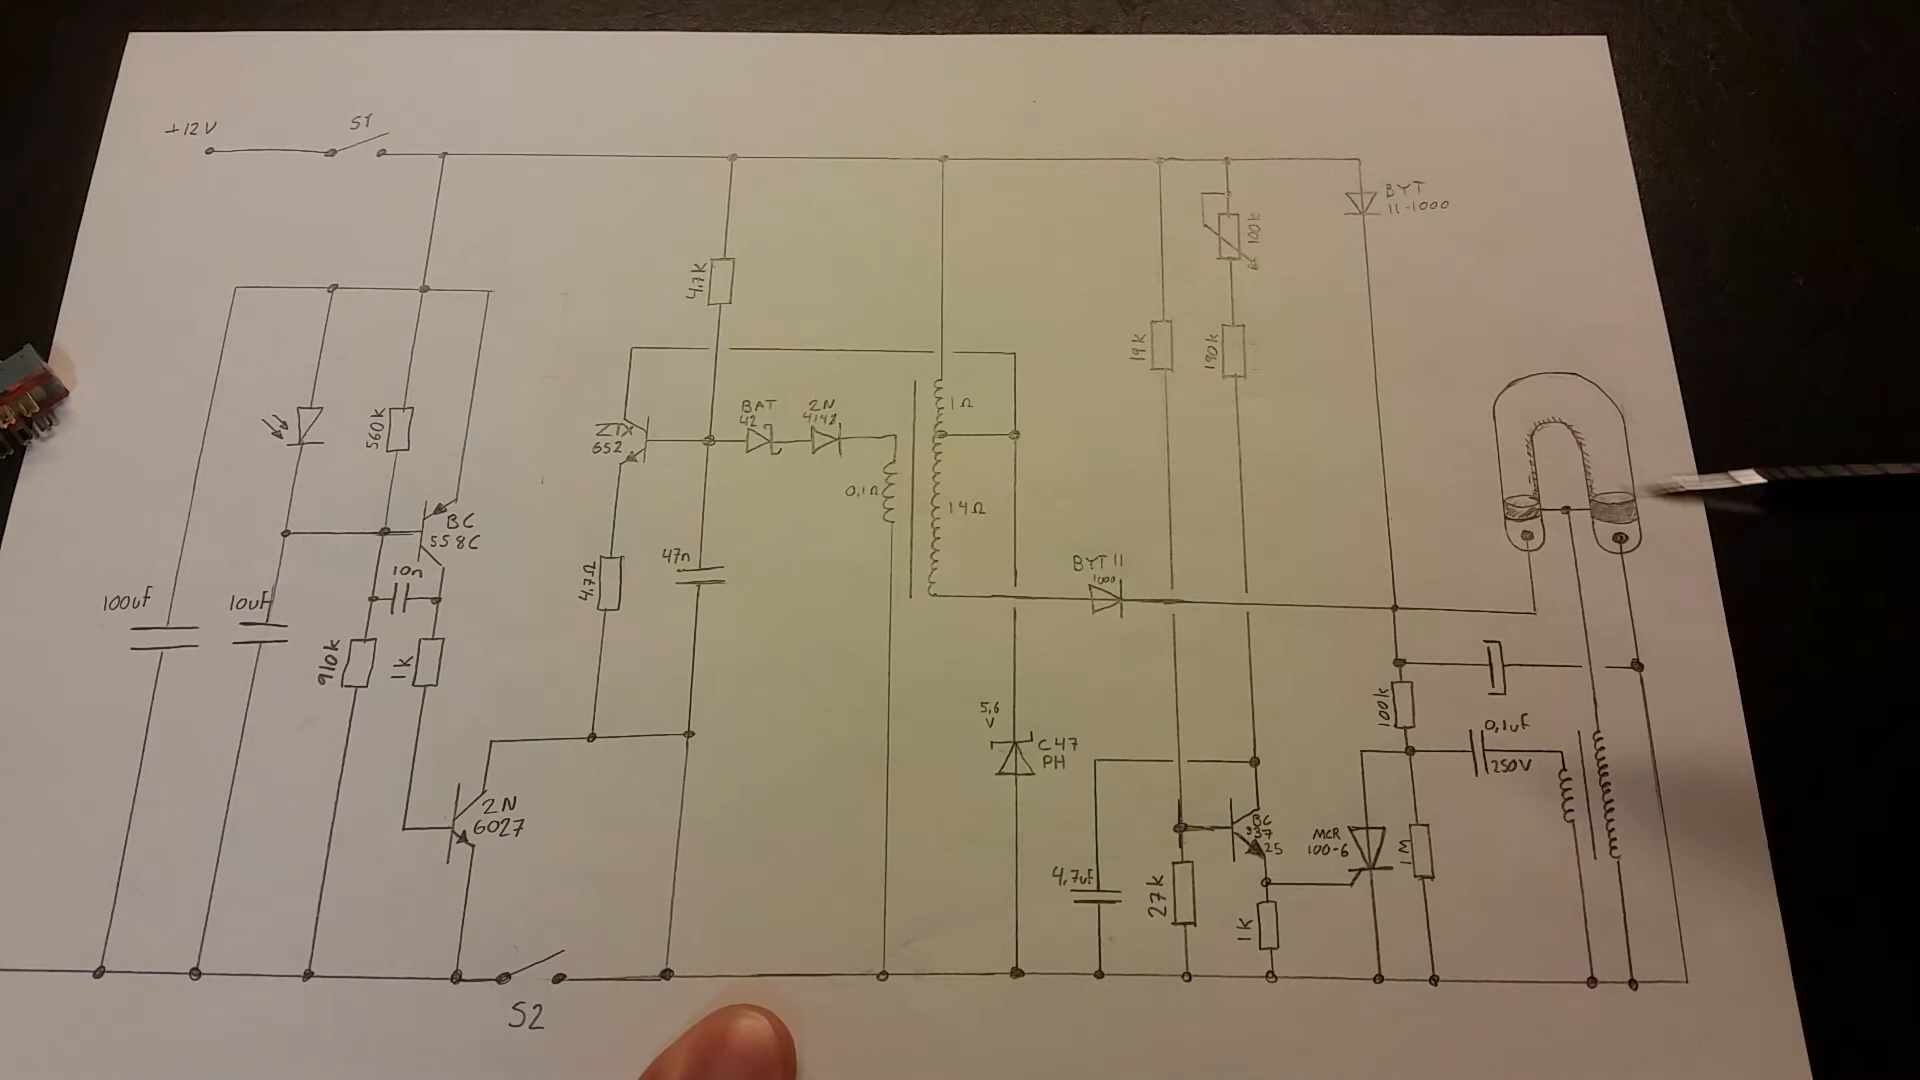 +12V
S1
BYT
11-1000
100k
4,7k
19k
190k
BAT
42
2N
4148
1Ω
560k
ZTX
652
0,1Ω
14Ω
BC
558C
10n
47n
4,7Ω
BYT 11
1000
100uF
10uF
910k
1k
100k
5,6
V
C47
PH
0,1uF
250V
2N
6027
BC
337
25
MCR
100-6
1M
4,7uF
27k
1k
S2